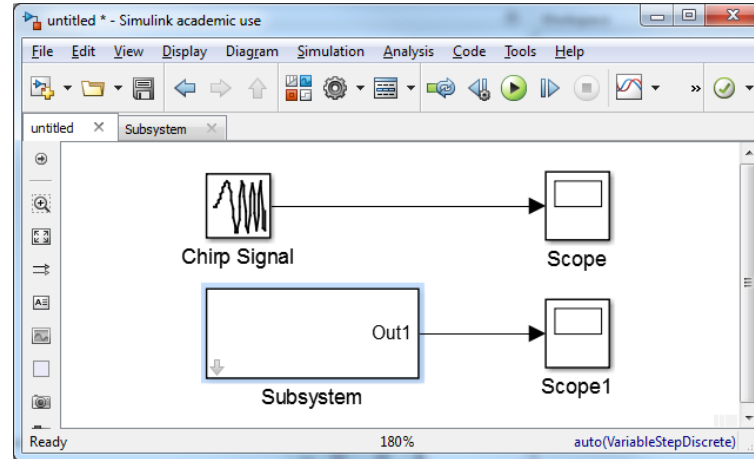 untitled * - Simulink academic use
File Edit View Display Diagram Simulation Analysis Code Tools Help
»
untitled × Subsystem ×
Chirp Signal
Scope
Out1
Subsystem
Scope1
Ready 180% auto(VariableStepDiscrete)